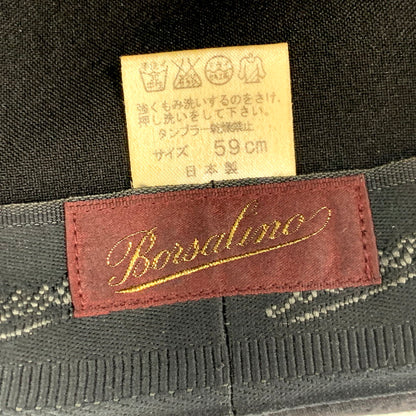 強くもみ洗いするのをさけ、
押し洗いをして下さい。
タンブラー乾燥禁止
サイズ 59cm
日本製
Borsalino